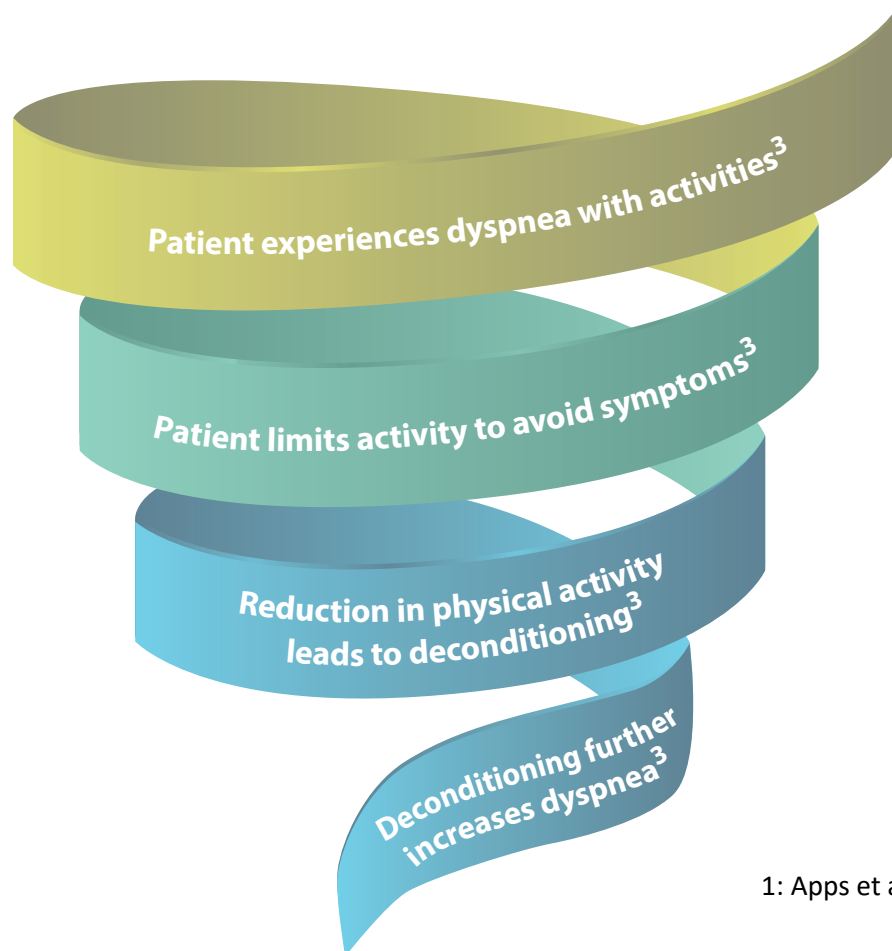 Patient experiences dyspnea with activities³
Patient limits activity to avoid symptoms³
Reduction in physical activity
leads to deconditioning³
Deconditioning further
increases dyspnea³
1: Apps et a